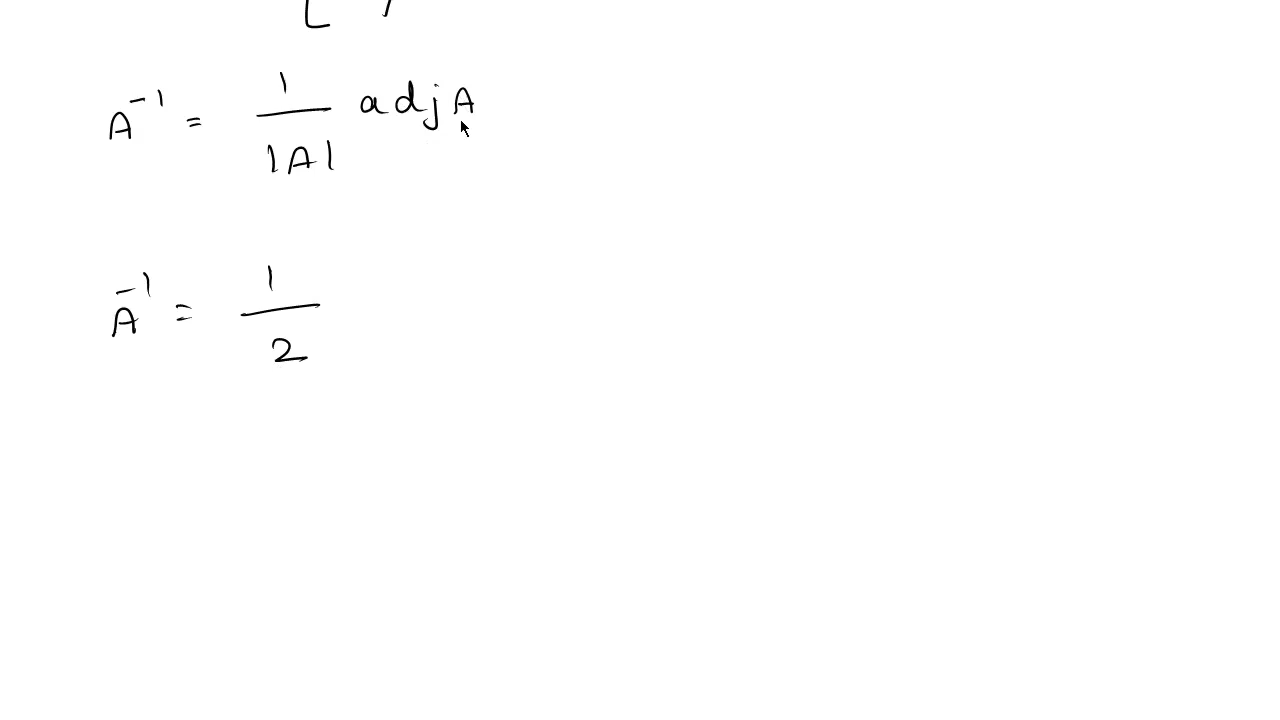 A⁻¹ = 1/|A| adj A
A⁻¹ = 1/2